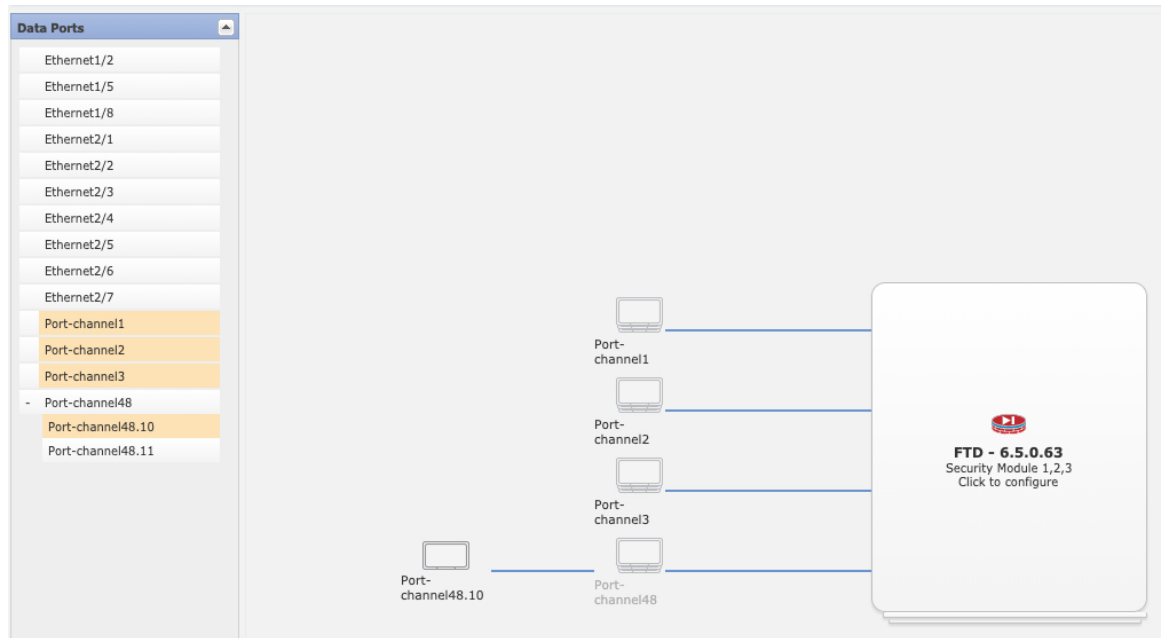 Data Ports
Ethernet1/2
Ethernet1/5
Ethernet1/8
Ethernet2/1
Ethernet2/2
Ethernet2/3
Ethernet2/4
Ethernet2/5
Ethernet2/6
Ethernet2/7
Port-channel1
Port-channel2
Port-channel3
- Port-channel48
Port-channel48.10
Port-channel48.11
Port-
channel1
Port-
channel2
Port-
channel3
Port-
channel48.10
Port-
channel48
FTD - 6.5.0.63
Security Module 1,2,3
Click to configure